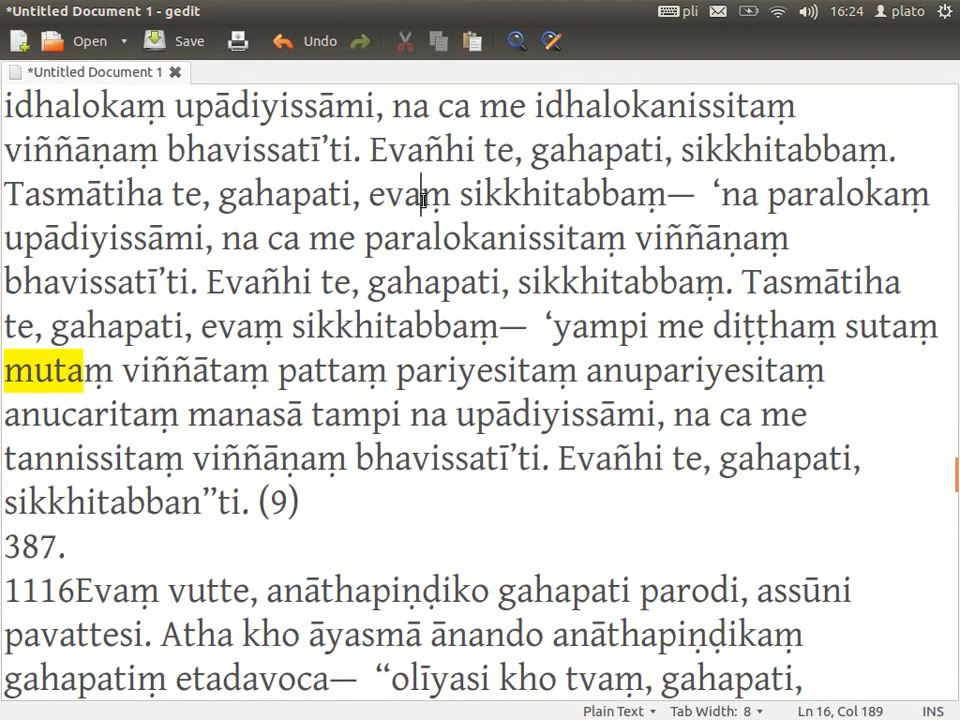 *Untitled Document 1 - gedit
pli
16:24
plato
Open
Save
Undo
*Untitled Document 1
idhalokaṃ upādiyissāmi, na ca me idhalokanissitaṃ
viññāṇaṃ bhavissatī’ti. Evañhi te, gahapati, sikkhitabbaṃ.
Tasmātiha te, gahapati, evaṃ sikkhitabbaṃ— ‘na paralokaṃ
upādiyissāmi, na ca me paralokanissitaṃ viññāṇaṃ
bhavissatī’ti. Evañhi te, gahapati, sikkhitabbaṃ. Tasmātiha
te, gahapati, evaṃ sikkhitabbaṃ— ‘yampi me diṭṭhaṃ sutaṃ
mutaṃ viññātaṃ pattaṃ pariyesitaṃ anupariyesitaṃ
anucaritaṃ manasā tampi na upādiyissāmi, na ca me
tannissitaṃ viññāṇaṃ bhavissatī’ti. Evañhi te, gahapati,
sikkhitabban”ti. (9)
387.
1116Evaṃ vutte, anāthapiṇḍiko gahapati parodi, assūni
pavattesi. Atha kho āyasmā ānando anāthapiṇḍikaṃ
gahapatiṃ etadavoca— “olīyasi kho tvaṃ, gahapati,
Plain Text
Tab Width: 8
Ln 16, Col 189
INS